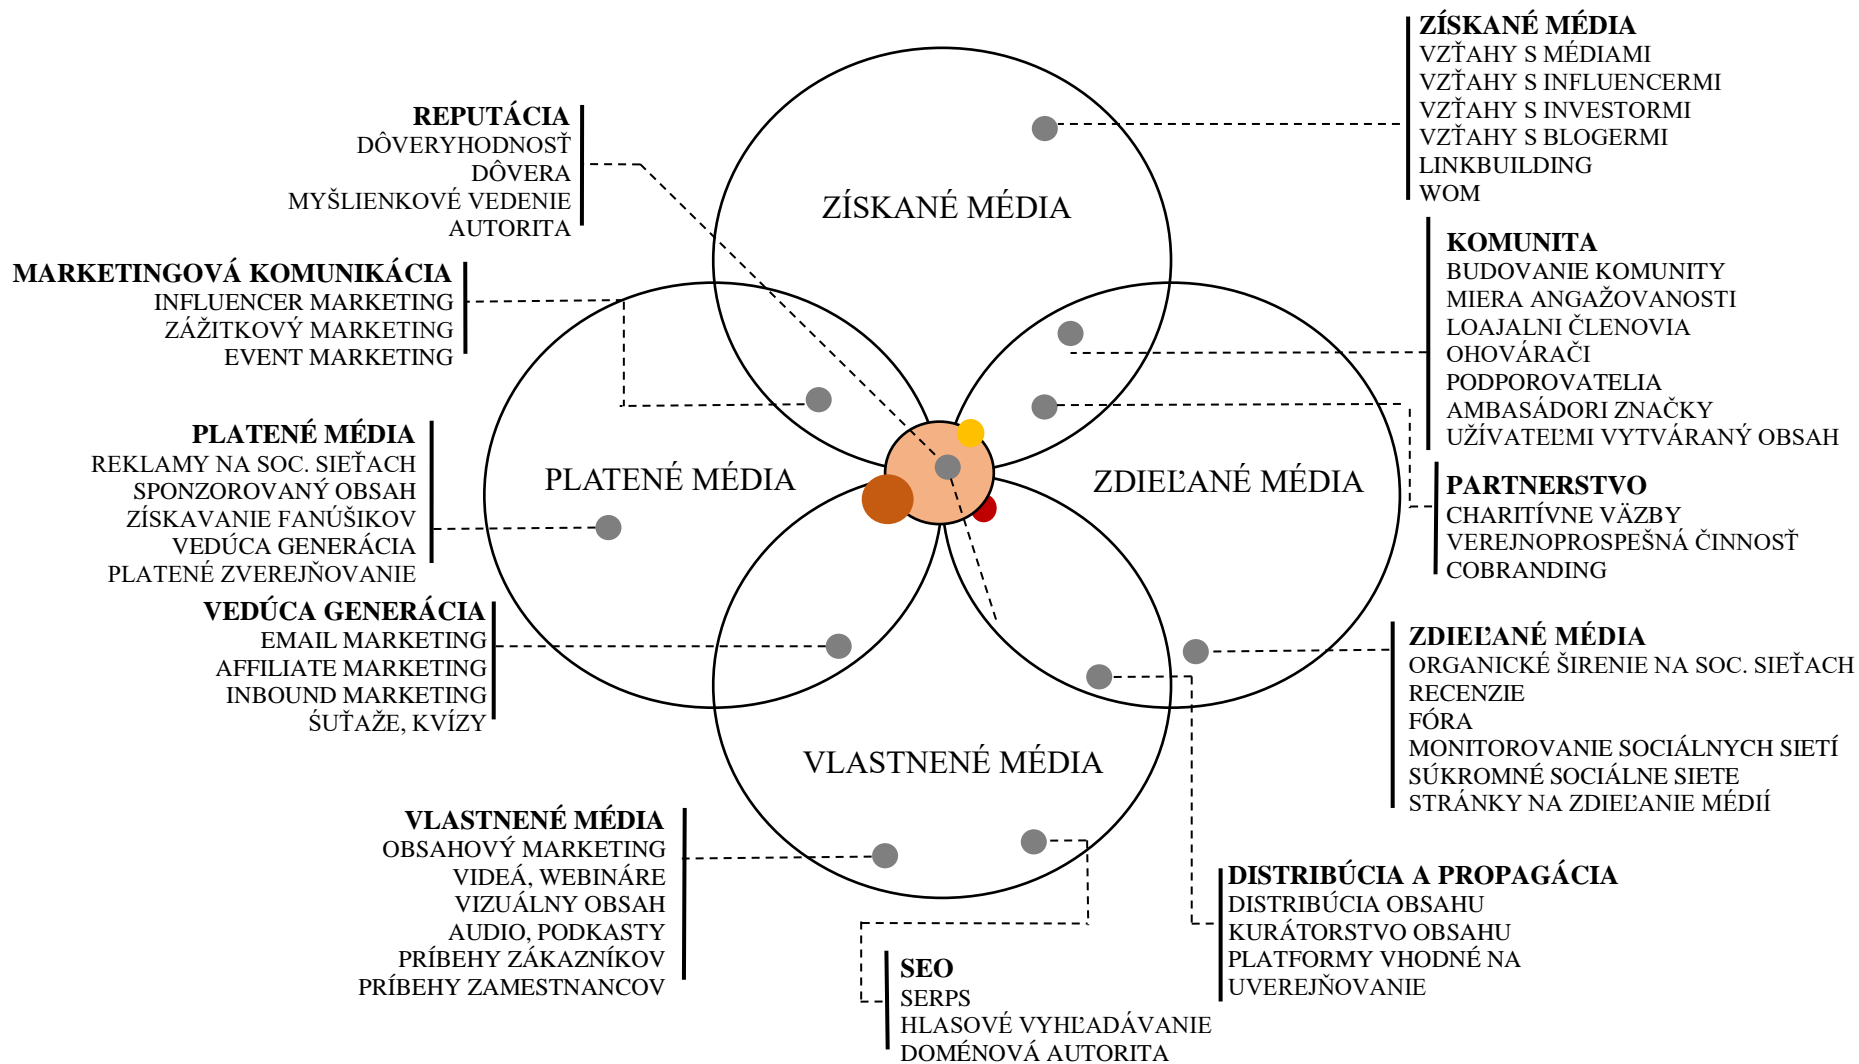 ZÍSKANÉ MÉDIA
VZŤAHY S MÉDIAMI
VZŤAHY S INFLUENCERMI
VZŤAHY S INVESTORMI
VZŤAHY S BLOGERMI
LINKBUILDING
WOM
REPUTÁCIA
DÔVERYHODNOSŤ
DÔVERA
MYŠLIENKOVÉ VEDENIE
AUTORITA
ZÍSKANÉ MÉDIA
KOMUNITA
BUDOVANIE KOMUNITY
MIERA ANGAŽOVANOSTI
LOAJALNI ČLENOVIA
OHOVÁRAČI
PODPOROVATELIA
AMBASÁDORI ZNAČKY
UŽÍVATEĽMI VYTVÁRANÝ OBSAH
MARKETINGOVÁ KOMUNIKÁCIA
INFLUENCER MARKETING
ZÁŽITKOVÝ MARKETING
EVENT MARKETING
PLATENÉ MÉDIA
REKLAMY NA SOC. SIEŤACH
SPONZOROVANÝ OBSAH
ZÍSKAVANIE FANÚŠIKOV
VEDÚCA GENERÁCIA
PLATENÉ ZVEREJŇOVANIE
PLATENÉ MÉDIA
ZDIEĽANÉ MÉDIA
PARTNERSTVO
CHARITÍVNE VÄZBY
VEREJNOPROSPEŠNÁ ČINNOSŤ
COBRANDING
VEDÚCA GENERÁCIA
EMAIL MARKETING
AFFILIATE MARKETING
INBOUND MARKETING
ŚUŤAŽE, KVÍZY
ZDIEĽANÉ MÉDIA
ORGANICKÉ ŠIRENIE NA SOC. SIEŤACH
RECENZIE
FÓRA
MONITOROVANIE SOCIÁLNYCH SIETÍ
SÚKROMNÉ SOCIÁLNE SIETE
STRÁNKY NA ZDIEĽANIE MÉDIÍ
VLASTNENÉ MÉDIA
VLASTNENÉ MÉDIA
OBSAHOVÝ MARKETING
VIDEÁ, WEBINÁRE
VIZUÁLNY OBSAH
AUDIO, PODKASTY
PRÍBEHY ZÁKAZNÍKOV
PRÍBEHY ZAMESTNANCOV
DISTRIBÚCIA A PROPAGÁCIA
DISTRIBÚCIA OBSAHU
KURÁTORSTVO OBSAHU
PLATFORMY VHODNÉ NA
UVEREJŇOVANIE
SEO
SERPS
HLASOVÉ VYHĽADÁVANIE
DOMÉNOVÁ AUTORITA